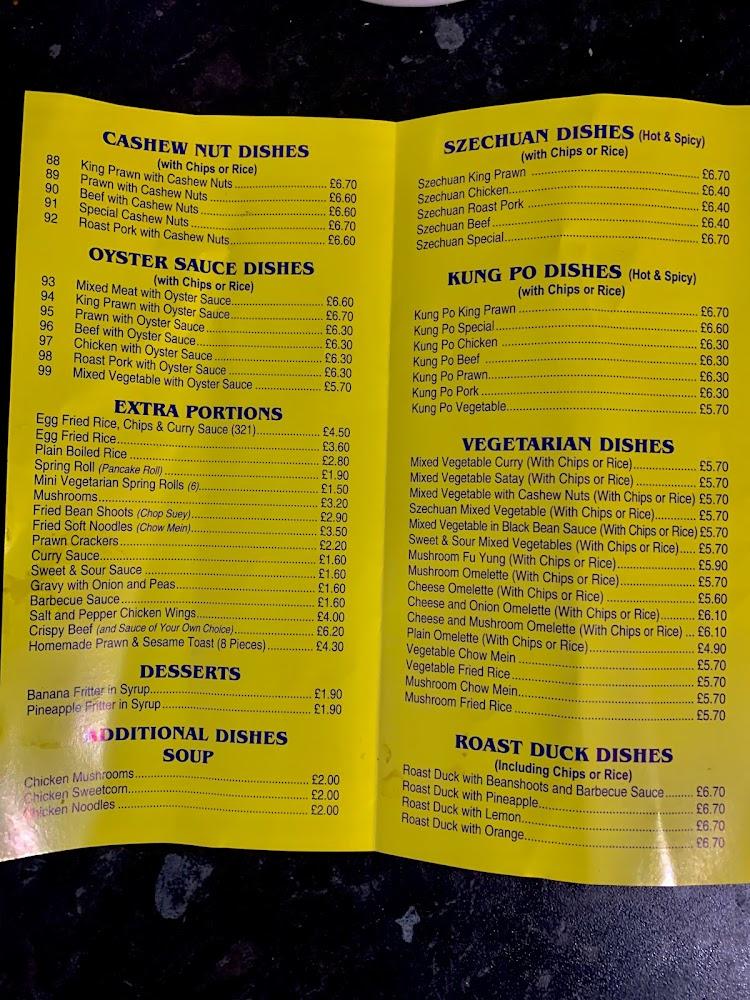 CASHEW NUT DISHES
(with Chips or Rice)
88 King Prawn with Cashew Nuts £6.70
89 Prawn with Cashew Nuts £6.60
90 Beef with Cashew Nuts £6.60
91 Special Cashew Nuts £6.70
92 Roast Pork with Cashew Nuts £6.60
OYSTER SAUCE DISHES
(with Chips or Rice)
93 Mixed Meat with Oyster Sauce £6.60
94 King Prawn with Oyster Sauce £6.70
95 Prawn with Oyster Sauce £6.30
96 Beef with Oyster Sauce £6.30
97 Chicken with Oyster Sauce £6.30
98 Roast Pork with Oyster Sauce £6.30
99 Mixed Vegetable with Oyster Sauce £5.70
EXTRA PORTIONS
Egg Fried Rice, Chips & Curry Sauce (321) £4.50
Egg Fried Rice £3.60
Plain Boiled Rice £2.80
Spring Roll (Pancake Roll) £1.90
Mini Vegetarian Spring Rolls (6) £1.50
Mushrooms £3.20
Fried Bean Shoots (Chop Suey) £2.90
Fried Soft Noodles (Chow Mein) £3.50
Prawn Crackers £2.20
Curry Sauce £1.60
Sweet & Sour Sauce £1.60
Gravy with Onion and Peas £1.60
Barbecue Sauce £1.60
Salt and Pepper Chicken Wings £4.00
Crispy Beef (and Sauce of Your Own Choice) £6.20
Homemade Prawn & Sesame Toast (8 Pieces) £4.30
DESSERTS
Banana Fritter in Syrup £1.90
Pineapple Fritter in Syrup £1.90
ADDITIONAL DISHES
SOUP
Chicken Mushrooms £2.00
Chicken Sweetcorn £2.00
Chicken Noodles £2.00
SZECHUAN DISHES (Hot & Spicy)
(with Chips or Rice)
Szechuan King Prawn £6.70
Szechuan Chicken £6.40
Szechuan Roast Pork £6.40
Szechuan Beef £6.40
Szechuan Special £6.70
KUNG PO DISHES (Hot & Spicy)
(with Chips or Rice)
Kung Po King Prawn £6.70
Kung Po Special £6.60
Kung Po Chicken £6.30
Kung Po Beef £6.30
Kung Po Prawn £6.30
Kung Po Pork £6.30
Kung Po Vegetable £5.70
VEGETARIAN DISHES
Mixed Vegetable Curry (With Chips or Rice) £5.70
Mixed Vegetable Satay (With Chips or Rice) £5.70
Mixed Vegetable with Cashew Nuts (With Chips or Rice) £5.70
Szechuan Mixed Vegetable (With Chips or Rice) £5.70
Mixed Vegetable in Black Bean Sauce (With Chips or Rice) £5.70
Sweet & Sour Mixed Vegetables (With Chips or Rice) £5.70
Mushroom Fu Yung (With Chips or Rice) £5.90
Mushroom Omelette (With Chips or Rice) £5.70
Cheese Omelette (With Chips or Rice) £5.60
Cheese and Onion Omelette (With Chips or Rice) £6.10
Cheese and Mushroom Omelette (With Chips or Rice) £6.10
Plain Omelette (With Chips or Rice) £4.90
Vegetable Chow Mein £5.70
Vegetable Fried Rice £5.70
Mushroom Chow Mein £5.70
Mushroom Fried Rice £5.70
ROAST DUCK DISHES
(Including Chips or Rice)
Roast Duck with Beanshoots and Barbecue Sauce £6.70
Roast Duck with Pineapple £6.70
Roast Duck with Lemon £6.70
Roast Duck with Orange £6.70